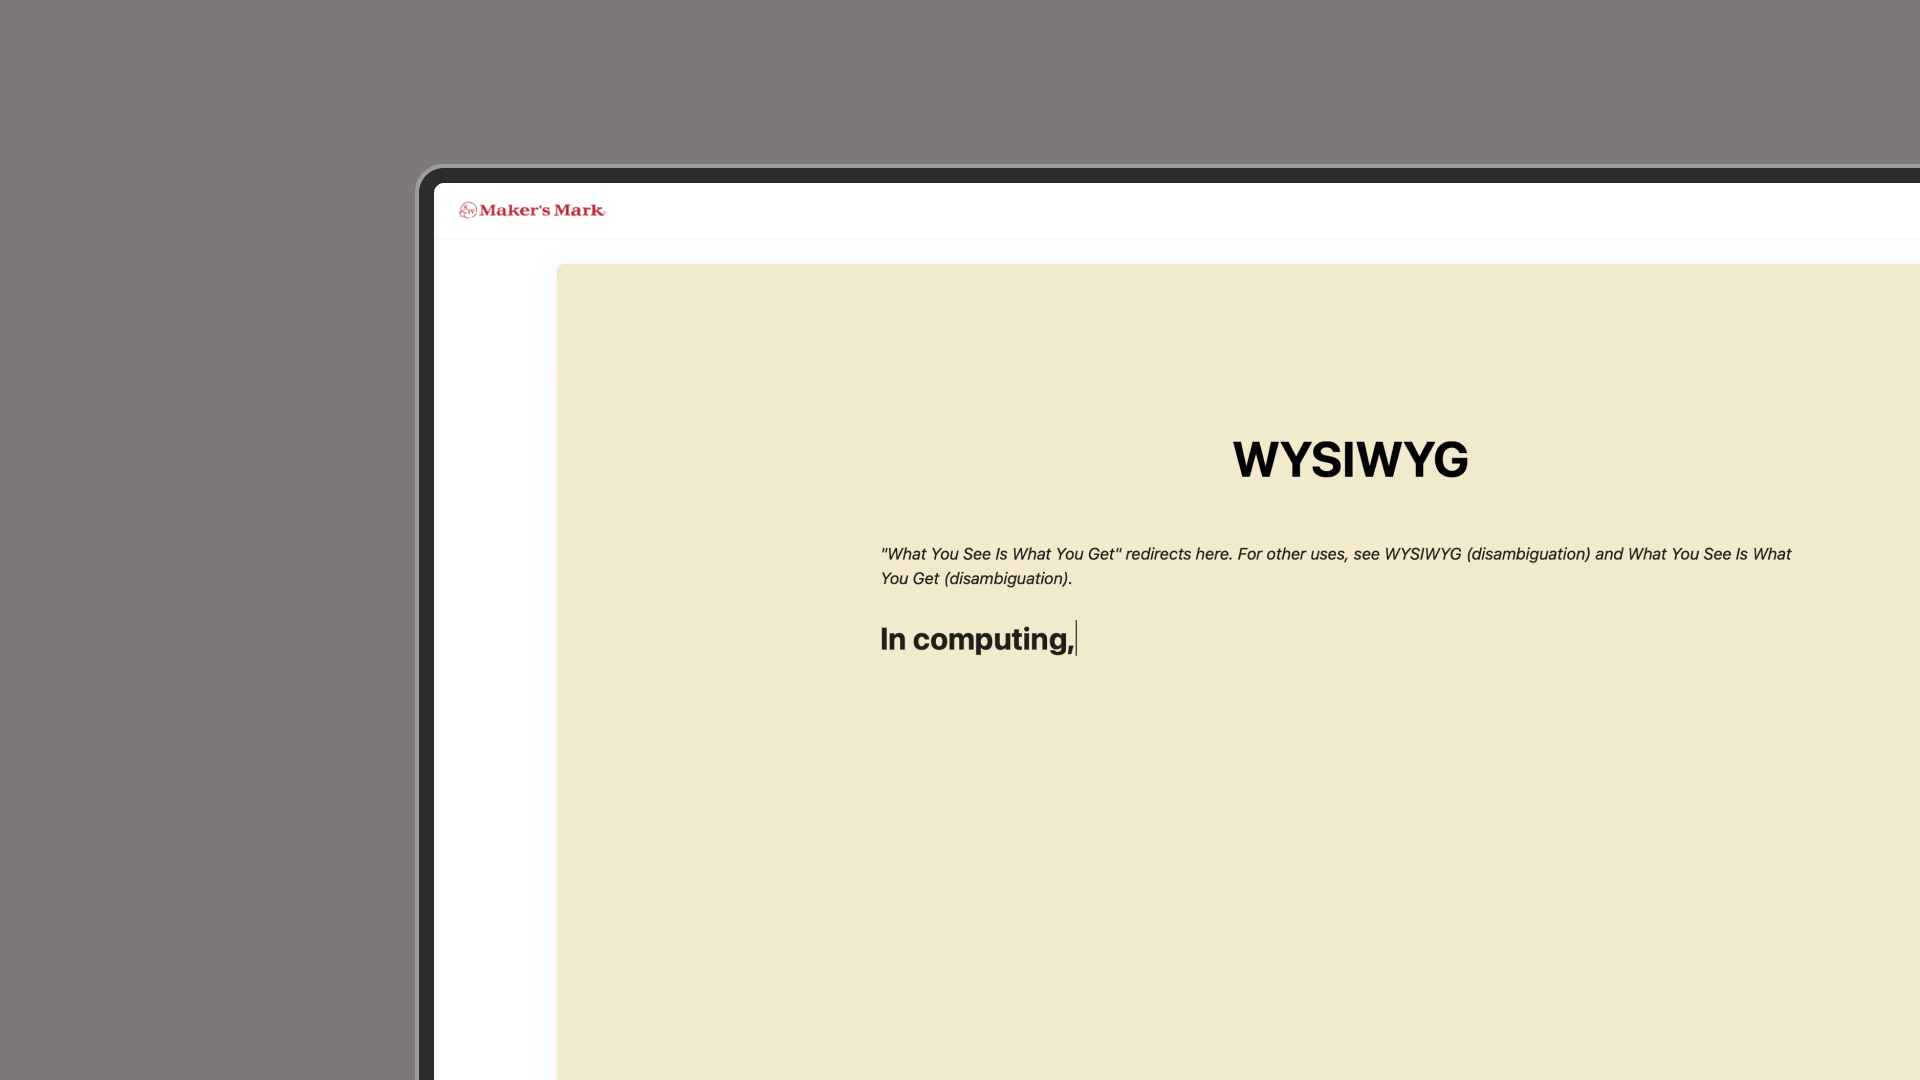 Maker's Mark
WYSIWYG
"What You See Is What You Get" redirects here. For other uses, see WYSIWYG (disambiguation) and What You See Is What
You Get (disambiguation).
In computing,